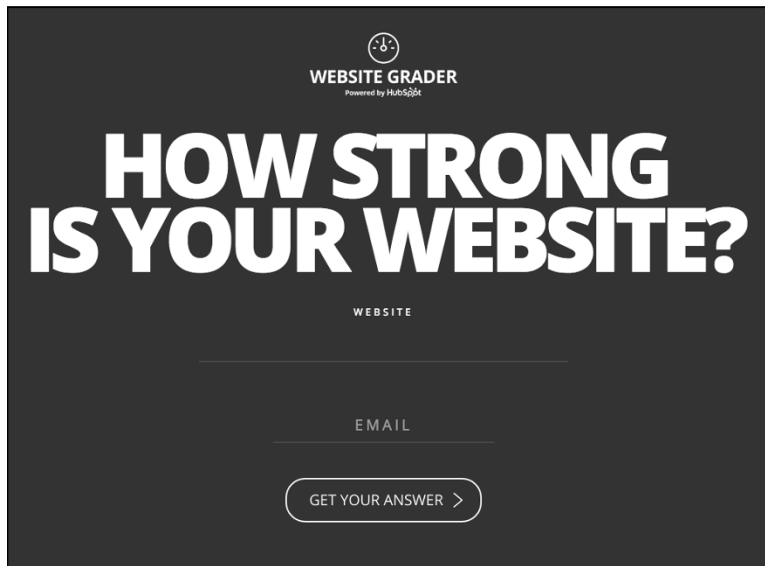 WEBSITE GRADER
Powered by HubSpot
HOW STRONG
IS YOUR WEBSITE?
WEBSITE
EMAIL
GET YOUR ANSWER